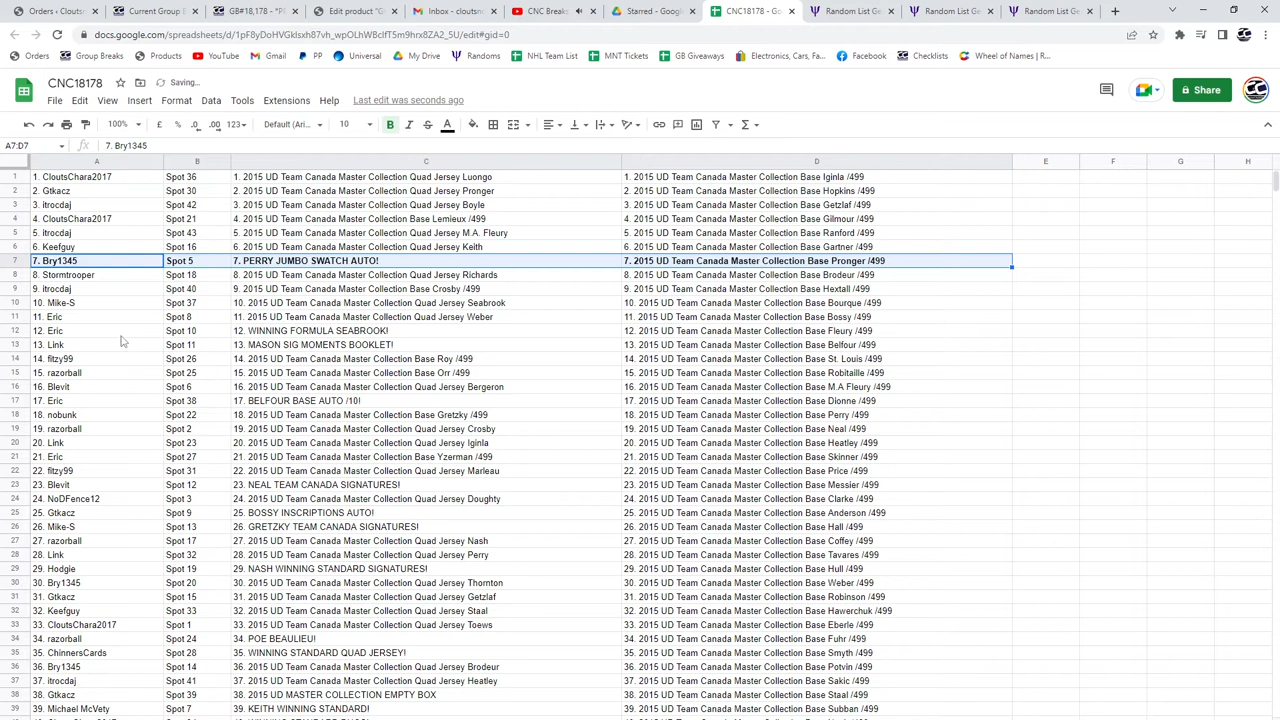 Orders ‹ Clouts
Current Group B
GB#18,178 - *P
Edit product "G
Inbox - cloutsno
CNC Breaks
Starred - Google
CNC18178 - Go
Random List Ge
Random List Ge
Random List Ge
docs.google.com/spreadsheets/d/1pF8yDoHVGklsxh87vh_wpOLhWBclfT5m9hrx8ZA2_5U/edit#gid=0
Orders
Group Breaks
Products
YouTube
Gmail
PP
Universal
My Drive
Randoms
NHL Team List
MNT Tickets
GB Giveaways
Electronics, Cars, Fa...
Facebook
Checklists
Wheel of Names | R...
CNC18178
Saving...
File Edit View Insert Format Data Tools Extensions Help Last edit was seconds ago
Share
100% £ % .0 .00 123 Default (Ari... 10 B I S A
A7:D7 fx 7. Bry1345
A B C D E F G H
1 1. CloutsChara2017 Spot 36 1. 2015 UD Team Canada Master Collection Quad Jersey Luongo 1. 2015 UD Team Canada Master Collection Base Iginla /499
2 2. Gtkacz Spot 30 2. 2015 UD Team Canada Master Collection Quad Jersey Pronger 2. 2015 UD Team Canada Master Collection Base Hopkins /499
3 3. itrocdaj Spot 42 3. 2015 UD Team Canada Master Collection Quad Jersey Boyle 3. 2015 UD Team Canada Master Collection Base Getzlaf /499
4 4. CloutsChara2017 Spot 21 4. 2015 UD Team Canada Master Collection Base Lemieux /499 4. 2015 UD Team Canada Master Collection Base Gilmour /499
5 5. itrocdaj Spot 43 5. 2015 UD Team Canada Master Collection Quad Jersey M.A. Fleury 5. 2015 UD Team Canada Master Collection Base Ranford /499
6 6. Keefguy Spot 16 6. 2015 UD Team Canada Master Collection Quad Jersey Keith 6. 2015 UD Team Canada Master Collection Base Gartner /499
7 7. Bry1345 Spot 5 7. PERRY JUMBO SWATCH AUTO! 7. 2015 UD Team Canada Master Collection Base Pronger /499
8 8. Stormtrooper Spot 18 8. 2015 UD Team Canada Master Collection Quad Jersey Richards 8. 2015 UD Team Canada Master Collection Base Brodeur /499
9 9. itrocdaj Spot 40 9. 2015 UD Team Canada Master Collection Base Crosby /499 9. 2015 UD Team Canada Master Collection Base Hextall /499
10 10. Mike-S Spot 37 10. 2015 UD Team Canada Master Collection Quad Jersey Seabrook 10. 2015 UD Team Canada Master Collection Base Bourque /499
11 11. Eric Spot 8 11. 2015 UD Team Canada Master Collection Quad Jersey Weber 11. 2015 UD Team Canada Master Collection Base Bossy /499
12 12. Eric Spot 10 12. WINNING FORMULA SEABROOK! 12. 2015 UD Team Canada Master Collection Base Fleury /499
13 13. Link Spot 11 13. MASON SIG MOMENTS BOOKLET! 13. 2015 UD Team Canada Master Collection Base Belfour /499
14 14. fitzy99 Spot 26 14. 2015 UD Team Canada Master Collection Base Roy /499 14. 2015 UD Team Canada Master Collection Base St. Louis /499
15 15. razorball Spot 25 15. 2015 UD Team Canada Master Collection Base Orr /499 15. 2015 UD Team Canada Master Collection Base Robitaille /499
16 16. Blevit Spot 6 16. 2015 UD Team Canada Master Collection Quad Jersey Bergeron 16. 2015 UD Team Canada Master Collection Base M.A Fleury /499
17 17. Eric Spot 38 17. BELFOUR BASE AUTO /10! 17. 2015 UD Team Canada Master Collection Base Dionne /499
18 18. nobunk Spot 22 18. 2015 UD Team Canada Master Collection Base Gretzky /499 18. 2015 UD Team Canada Master Collection Base Perry /499
19 19. razorball Spot 2 19. 2015 UD Team Canada Master Collection Quad Jersey Crosby 19. 2015 UD Team Canada Master Collection Base Neal /499
20 20. Link Spot 23 20. 2015 UD Team Canada Master Collection Quad Jersey Iginla 20. 2015 UD Team Canada Master Collection Base Heatley /499
21 21. Eric Spot 27 21. 2015 UD Team Canada Master Collection Base Yzerman /499 21. 2015 UD Team Canada Master Collection Base Skinner /499
22 22. fitzy99 Spot 31 22. 2015 UD Team Canada Master Collection Quad Jersey Marleau 22. 2015 UD Team Canada Master Collection Base Price /499
23 23. Blevit Spot 12 23. NEAL TEAM CANADA SIGNATURES! 23. 2015 UD Team Canada Master Collection Base Messier /499
24 24. NoDFence12 Spot 3 24. 2015 UD Team Canada Master Collection Quad Jersey Doughty 24. 2015 UD Team Canada Master Collection Base Clarke /499
25 25. Gtkacz Spot 9 25. BOSSY INSCRIPTIONS AUTO! 25. 2015 UD Team Canada Master Collection Base Anderson /499
26 26. Mike-S Spot 13 26. GRETZKY TEAM CANADA SIGNATURES! 26. 2015 UD Team Canada Master Collection Base Hall /499
27 27. razorball Spot 17 27. 2015 UD Team Canada Master Collection Quad Jersey Nash 27. 2015 UD Team Canada Master Collection Base Coffey /499
28 28. Link Spot 32 28. 2015 UD Team Canada Master Collection Quad Jersey Perry 28. 2015 UD Team Canada Master Collection Base Tavares /499
29 29. Hodgie Spot 19 29. NASH WINNING STANDARD SIGNATURES! 29. 2015 UD Team Canada Master Collection Base Hull /499
30 30. Bry1345 Spot 20 30. 2015 UD Team Canada Master Collection Quad Jersey Thornton 30. 2015 UD Team Canada Master Collection Base Weber /499
31 31. Gtkacz Spot 15 31. 2015 UD Team Canada Master Collection Quad Jersey Getzlaf 31. 2015 UD Team Canada Master Collection Base Robinson /499
32 32. Keefguy Spot 33 32. 2015 UD Team Canada Master Collection Quad Jersey Staal 32. 2015 UD Team Canada Master Collection Base Hawerchuk /499
33 33. CloutsChara2017 Spot 1 33. 2015 UD Team Canada Master Collection Quad Jersey Toews 33. 2015 UD Team Canada Master Collection Base Eberle /499
34 34. razorball Spot 24 34. POE BEAULIEU! 34. 2015 UD Team Canada Master Collection Base Fuhr /499
35 35. ChinnersCards Spot 28 35. WINNING STANDARD QUAD JERSEY! 35. 2015 UD Team Canada Master Collection Base Smyth /499
36 36. Bry1345 Spot 14 36. 2015 UD Team Canada Master Collection Quad Jersey Brodeur 36. 2015 UD Team Canada Master Collection Base Potvin /499
37 37. itrocdaj Spot 41 37. 2015 UD Team Canada Master Collection Quad Jersey Heatley 37. 2015 UD Team Canada Master Collection Base Sakic /499
38 38. Gtkacz Spot 39 38. 2015 UD MASTER COLLECTION EMPTY BOX 38. 2015 UD Team Canada Master Collection Base Staal /499
39 39. Michael McVety Spot 7 39. KEITH WINNING STANDARD! 39. 2015 UD Team Canada Master Collection Base Subban /499